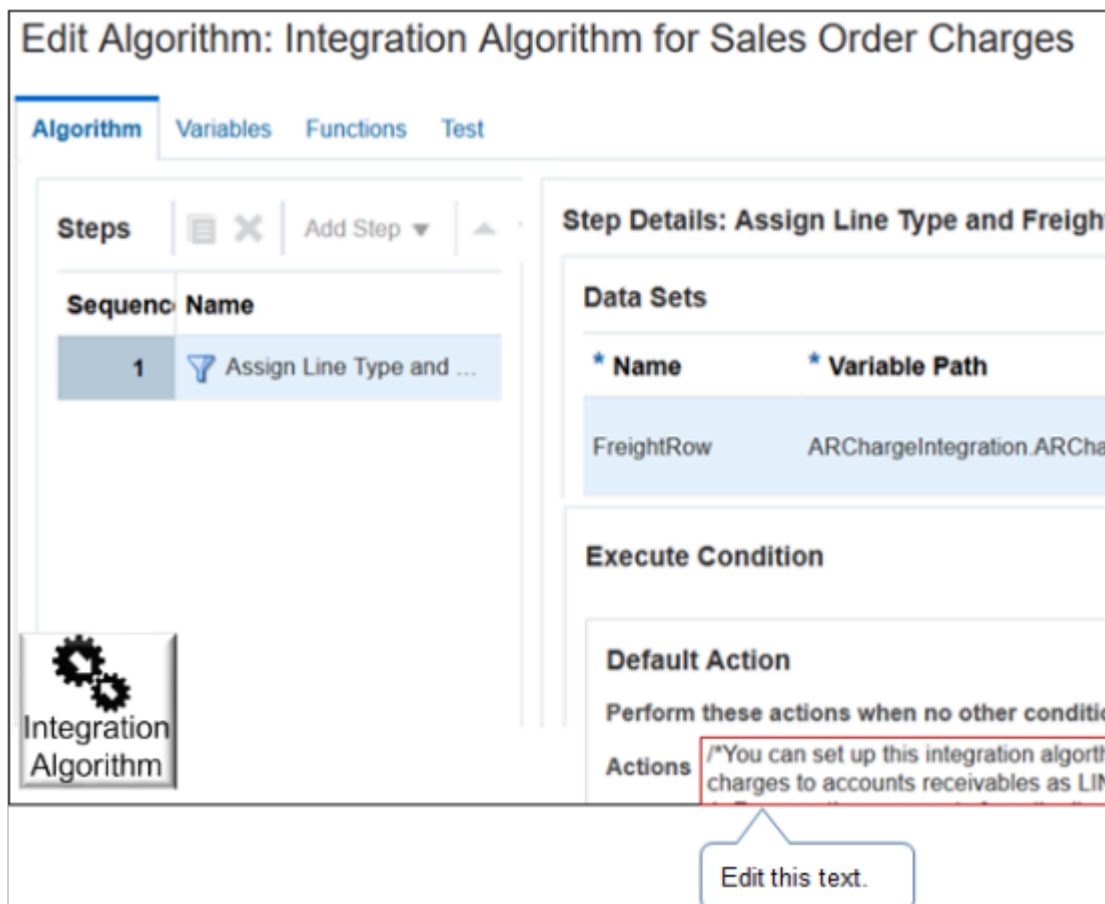 Edit Algorithm: Integration Algorithm for Sales Order Charges
Algorithm Variables Functions Test
Steps
Add Step
Sequenc Name
1 Assign Line Type and ...
Step Details: Assign Line Type and Freigh
Data Sets
* Name * Variable Path
FreightRow ARChargeIntegration.ARCha
Execute Condition
Default Action
Perform these actions when no other conditio
Actions
/*You can set up this integration algorth
charges to accounts receivables as LIN
Integration
Algorithm
Edit this text.